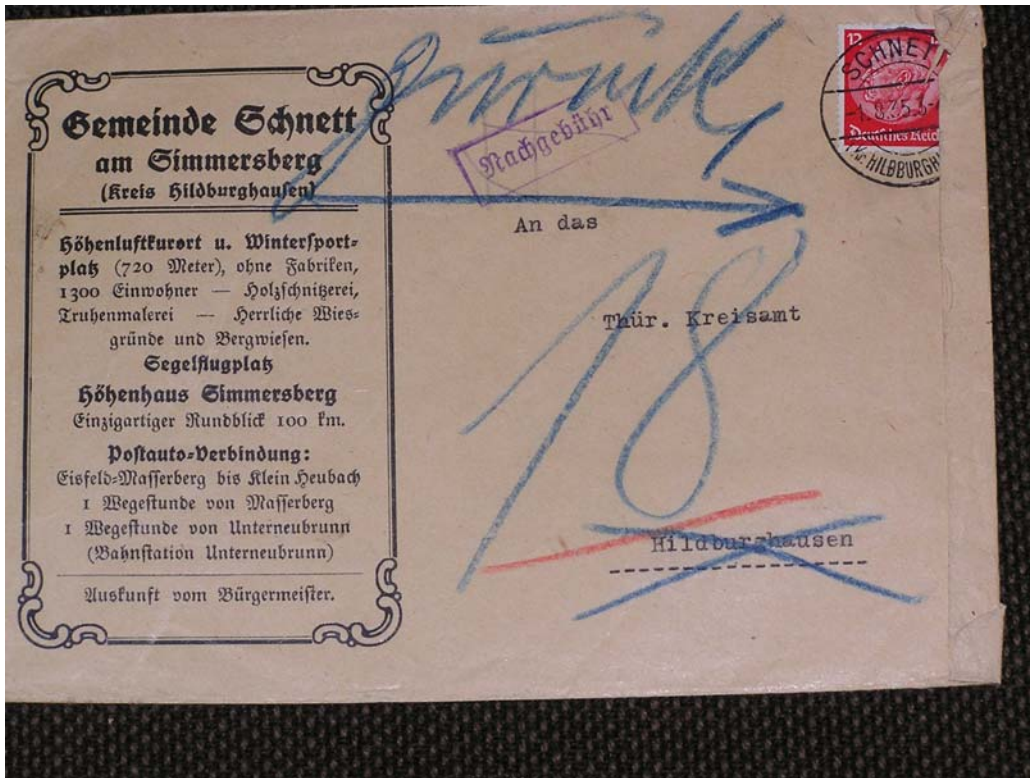 Gemeinde Schnett
am Simmersberg
(Kreis Hildburghausen)
Höhenluftkurort u. Wintersport-
platz (720 Meter), ohne Fabriken,
1300 Einwohner — Holzschnitzerei,
Truhenmalerei — Herrliche Wies-
gründe und Bergwiesen.
Segelflugplatz
Höhenhaus Simmersberg
Einzigartiger Rundblick 100 km.
Postauto-Verbindung:
Eisfeld-Masserberg bis Klein Heubach
1 Wegestunde von Masserberg
1 Wegestunde von Unterneubrunn
(Bahnstation Unterneubrunn)
Auskunft vom Bürgermeister.
zurück
Nachgebühr
12
SCHNETT
Deutsches Reich
An das
Thür. Kreisamt
18
Hildburghausen